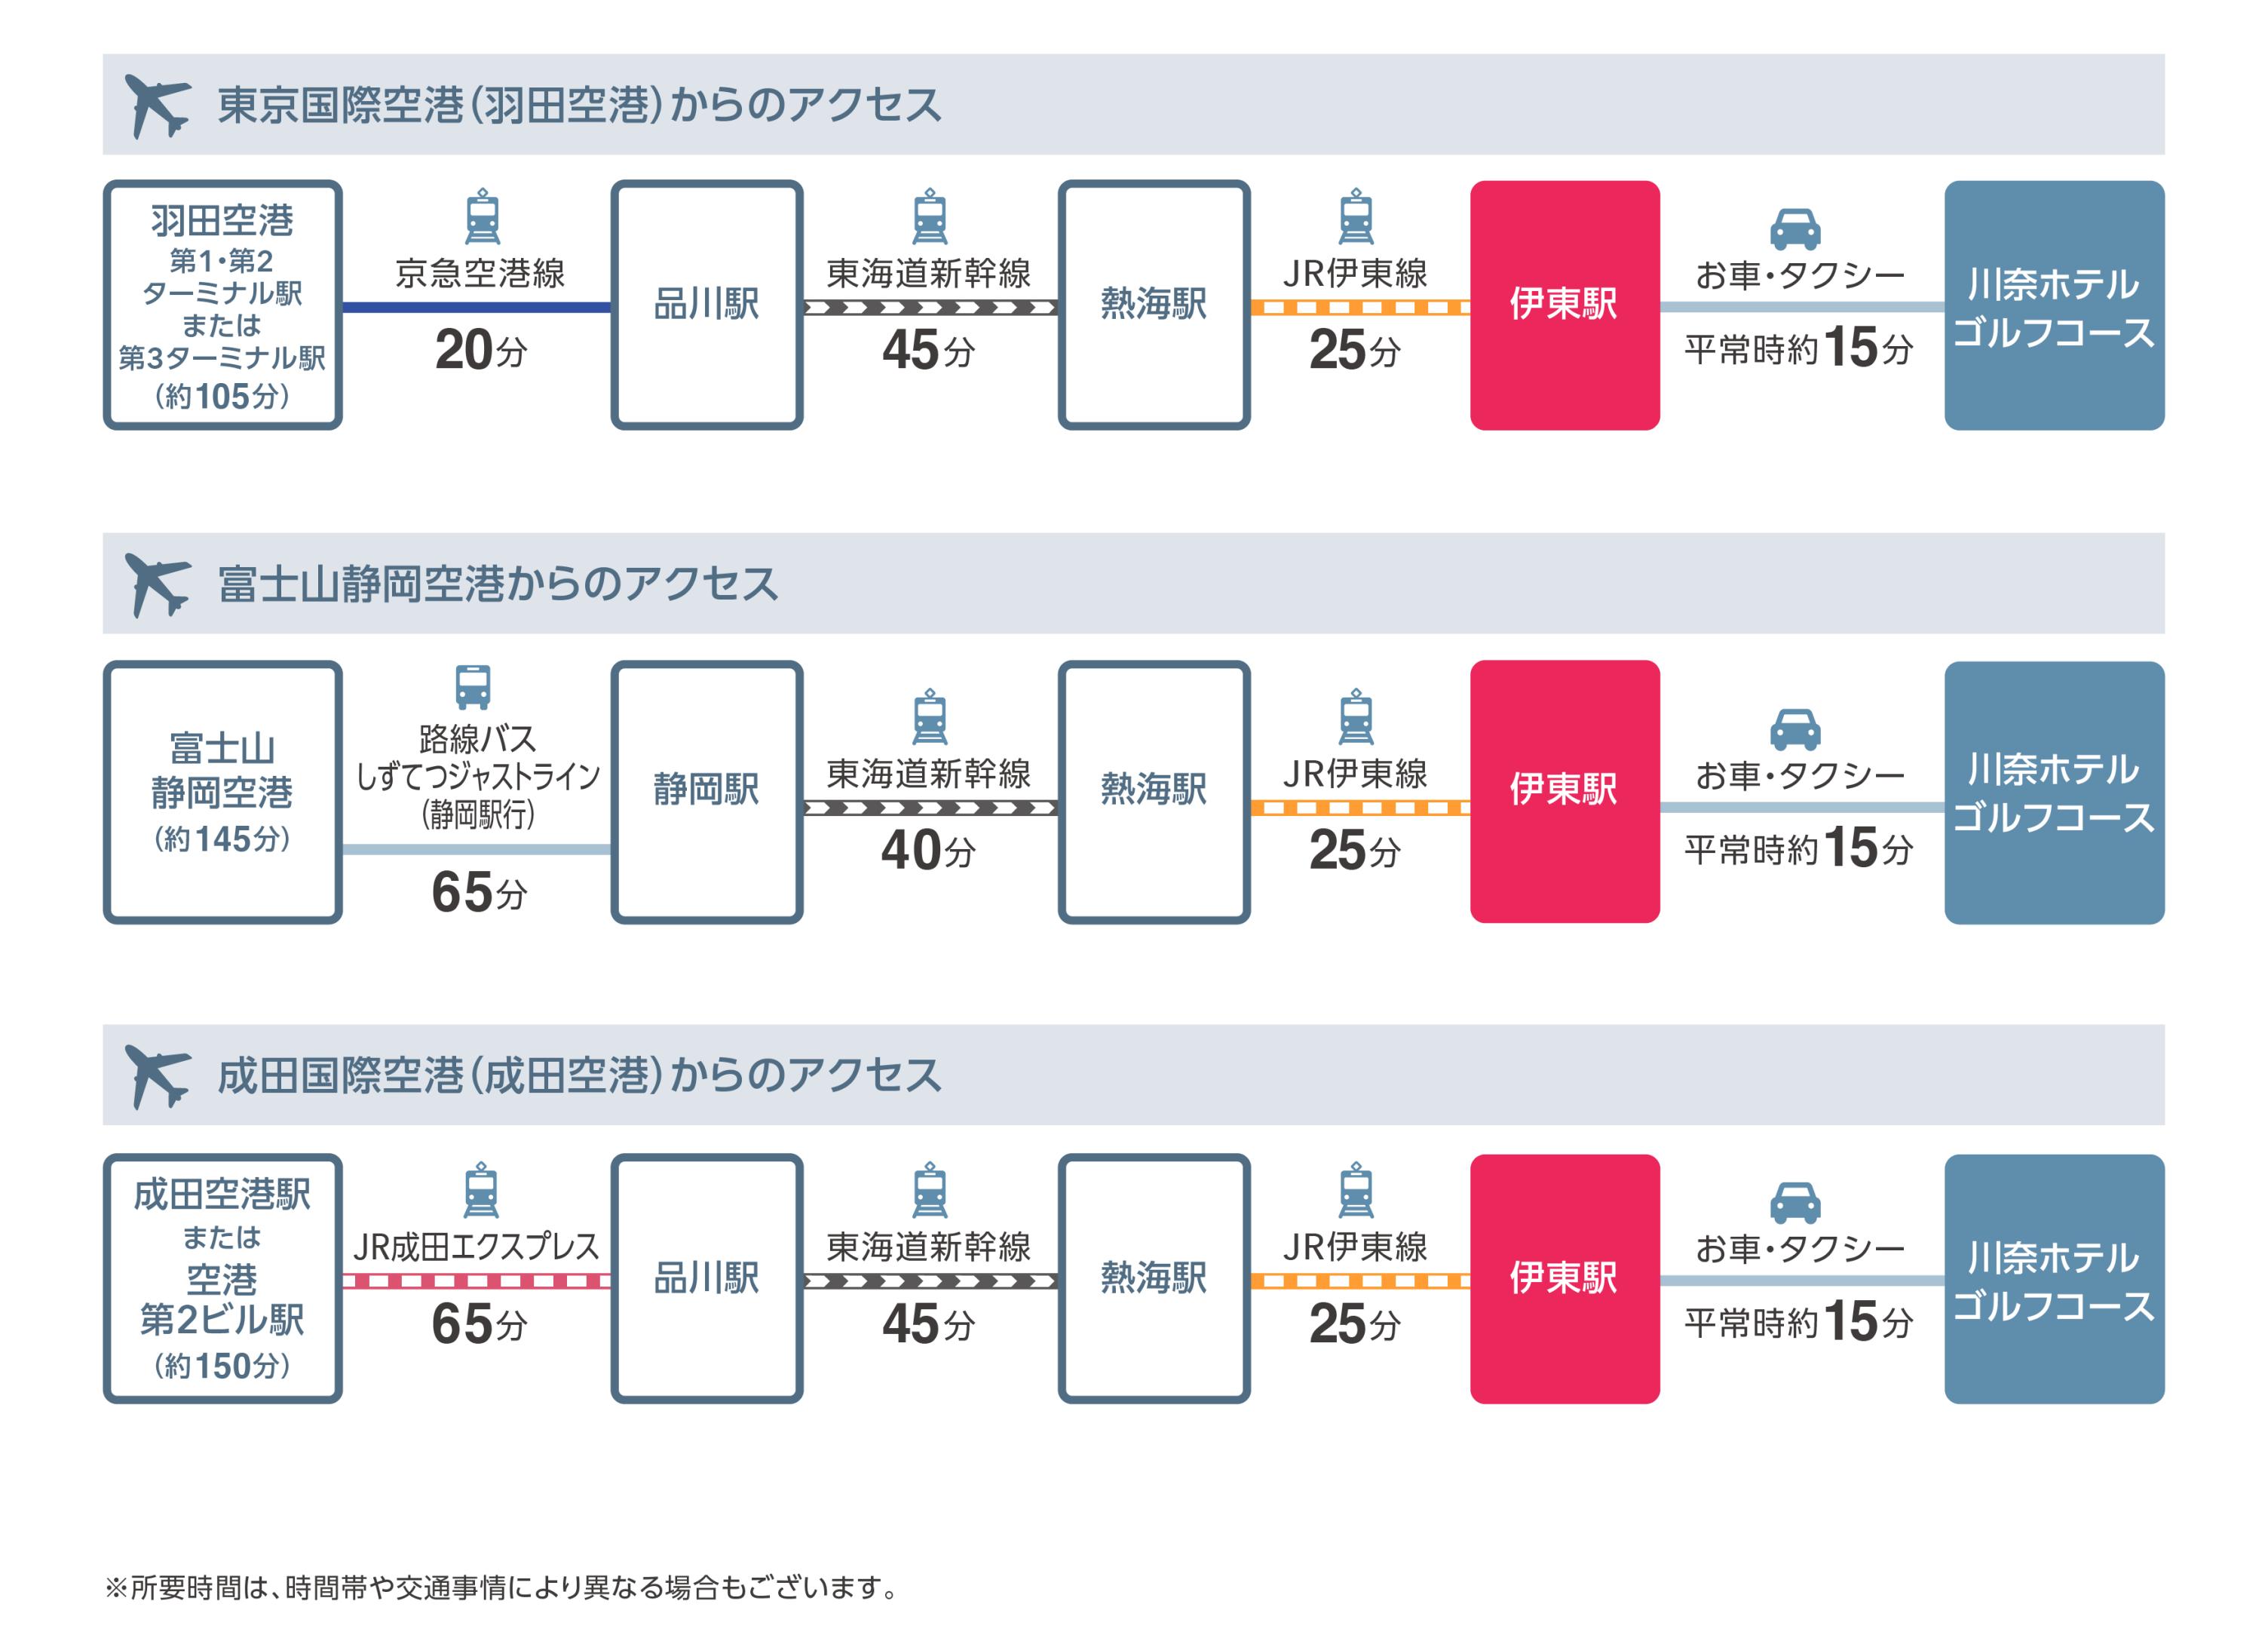 東京国際空港(羽田空港)からのアクセス
羽田空港
第1・第2
ターミナル駅
または
第3ターミナル駅
(約105分)
京急空港線
20分
品川駅
東海道新幹線
45分
熱海駅
JR伊東線
25分
伊東駅
お車・タクシー
平常時約15分
川奈ホテル
ゴルフコース
富士山静岡空港からのアクセス
富士山
静岡空港
(約145分)
路線バス
しずてつジャストライン
(静岡駅行)
65分
静岡駅
東海道新幹線
40分
熱海駅
JR伊東線
25分
伊東駅
お車・タクシー
平常時約15分
川奈ホテル
ゴルフコース
成田国際空港(成田空港)からのアクセス
成田空港駅
または
空港
第2ビル駅
(約150分)
JR成田エクスプレス
65分
品川駅
東海道新幹線
45分
熱海駅
JR伊東線
25分
伊東駅
お車・タクシー
平常時約15分
川奈ホテル
ゴルフコース
※所要時間は、時間帯や交通事情により異なる場合もございます。